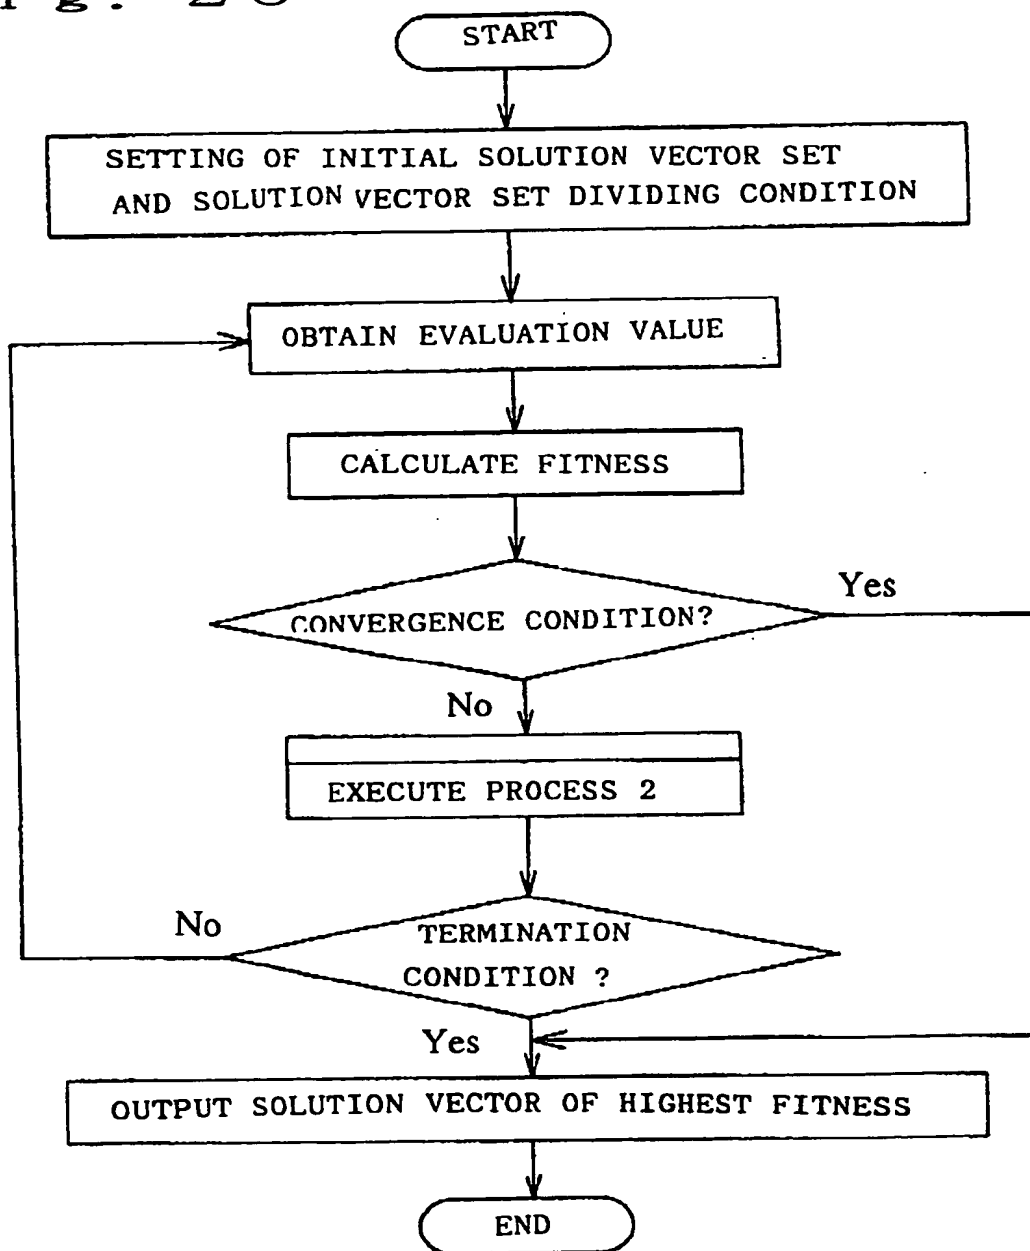 START
SETTING OF INITIAL SOLUTION VECTOR SET
AND SOLUTION VECTOR SET DIVIDING CONDITION
OBTAIN EVALUATION VALUE
CALCULATE FITNESS
CONVERGENCE CONDITION?
Yes
No
EXECUTE PROCESS 2
TERMINATION
CONDITION ?
No
Yes
OUTPUT SOLUTION VECTOR OF HIGHEST FITNESS
END